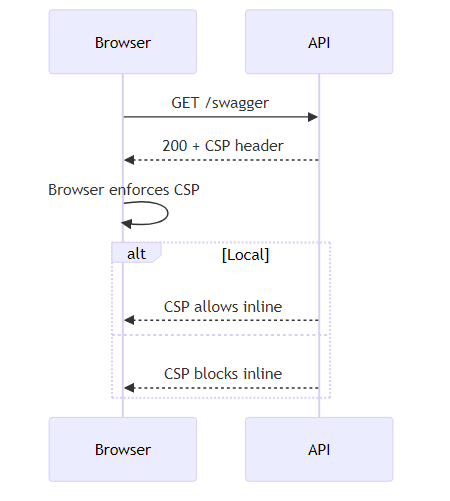 Browser
API
GET /swagger
200 + CSP header
Browser enforces CSP
alt
[Local]
CSP allows inline
CSP blocks inline
Browser
API